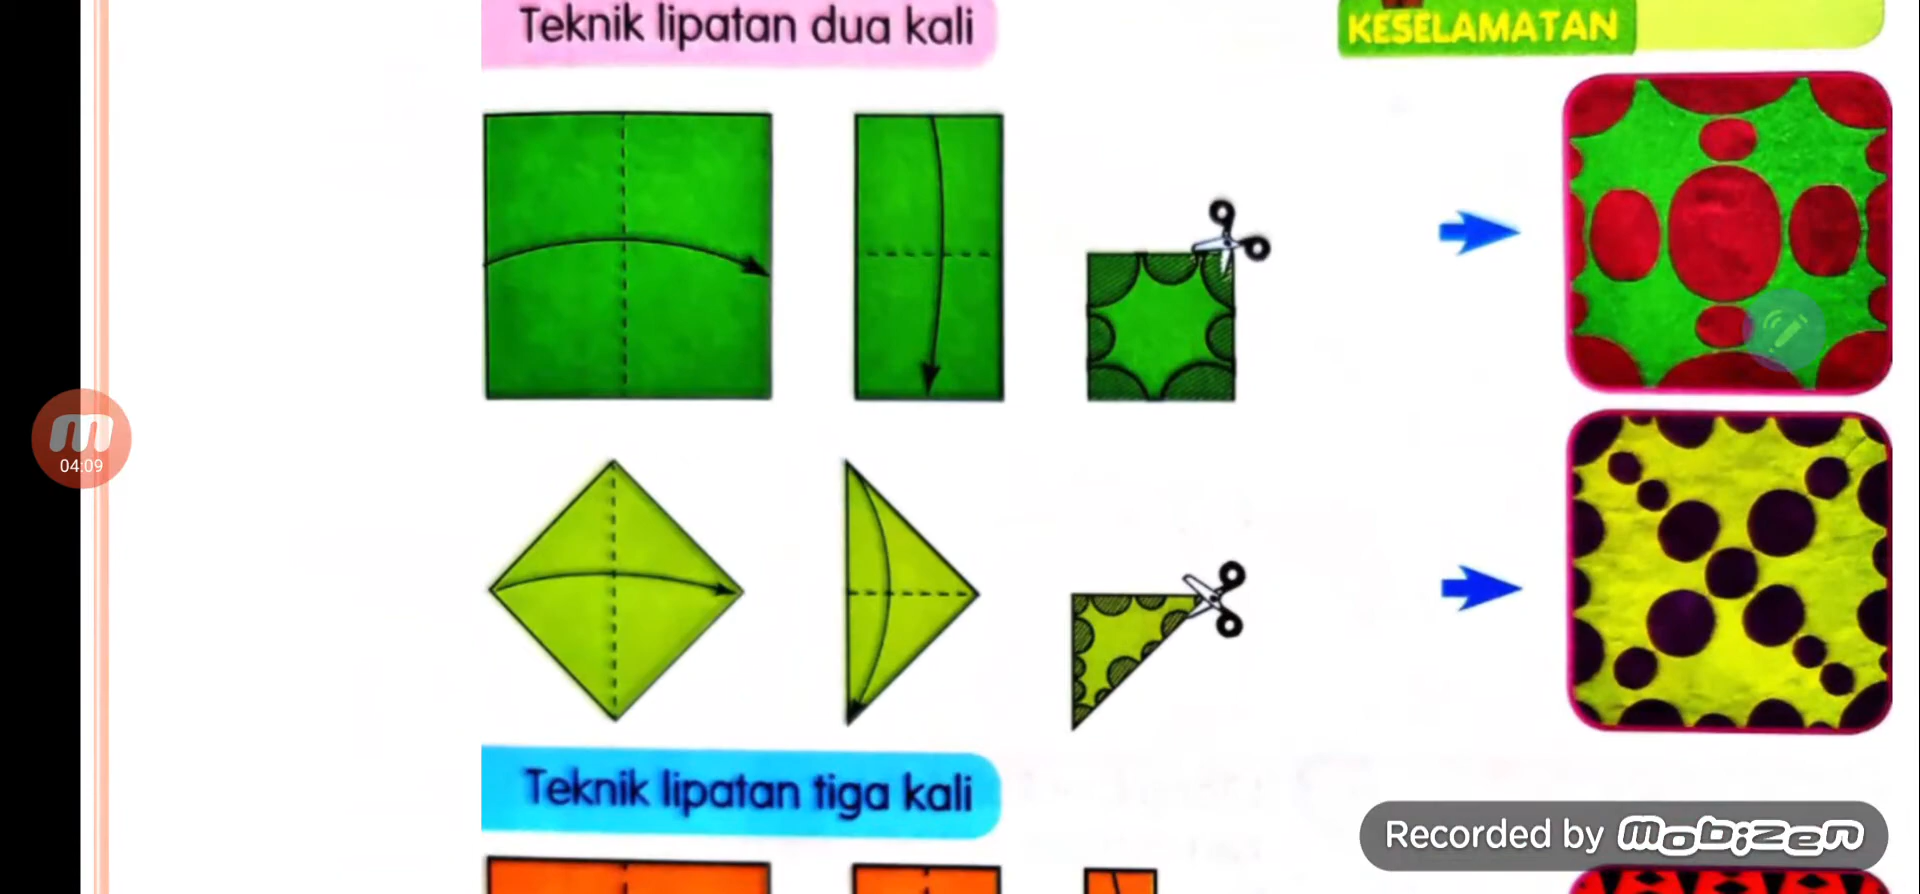 Teknik lipatan dua kali
KESELAMATAN
04:09
Teknik lipatan tiga kali
Recorded by mobizen